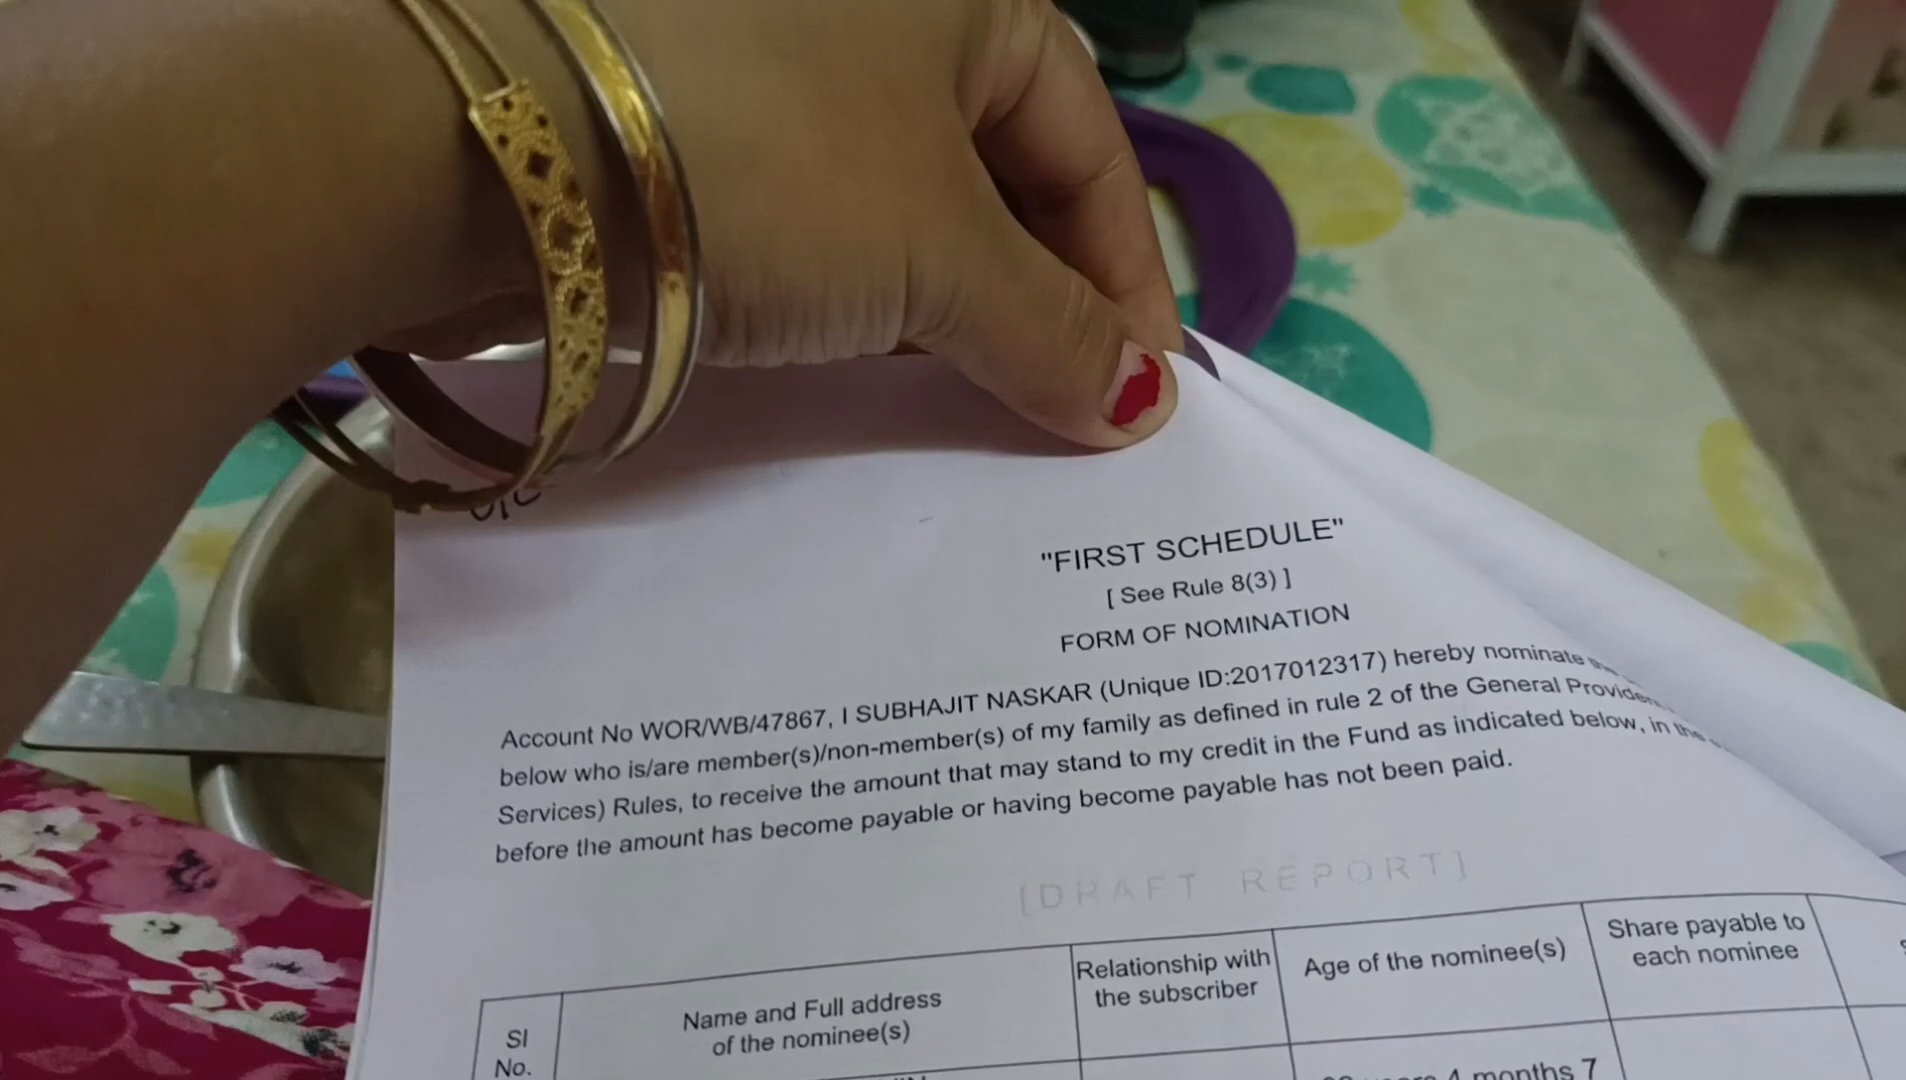 "FIRST SCHEDULE"
[ See Rule 8(3) ]
FORM OF NOMINATION
Account No WOR/WB/47867, I SUBHAJIT NASKAR (Unique ID:2017012317) hereby nominate
below who is/are member(s)/non-member(s) of my family as defined in rule 2 of the General
Services) Rules, to receive the amount that may stand to my credit in the Fund as indicated below, in the
before the amount has become payable or having become payable has not been paid.
[DRAFT REPORT]
Sl No.
Name and Full address of the nominee(s)
Relationship with the subscriber
Age of the nominee(s)
Share payable to each nominee
4 months 7